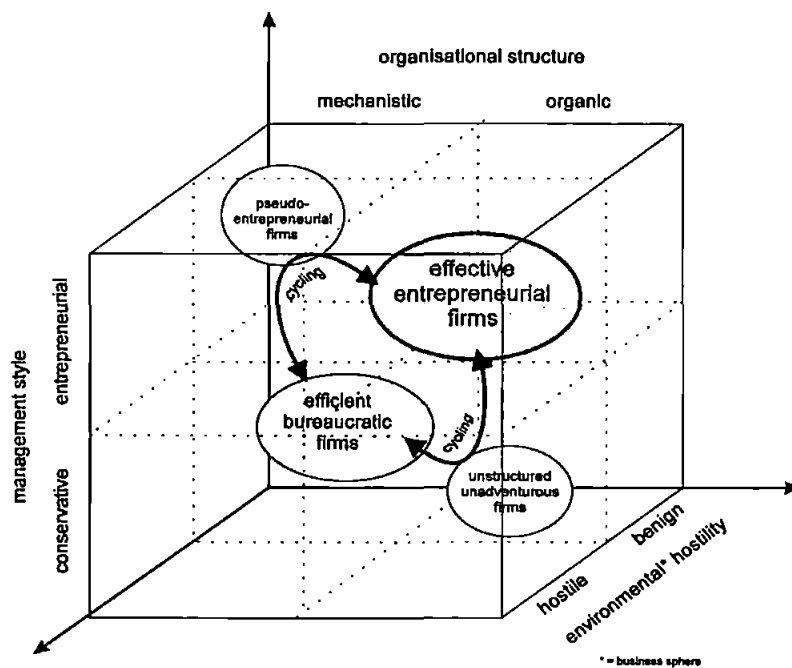 organisational structure
mechanistic organic
pseudo-
entrepreneurial
firms
effective
entrepreneurial
firms
cycling
management style
entrepreneurial
conservative
efficient
bureaucratic
firms
cycling
unstructured
unadventurous
firms
hostile benign
environmental* hostility
* = business sphere